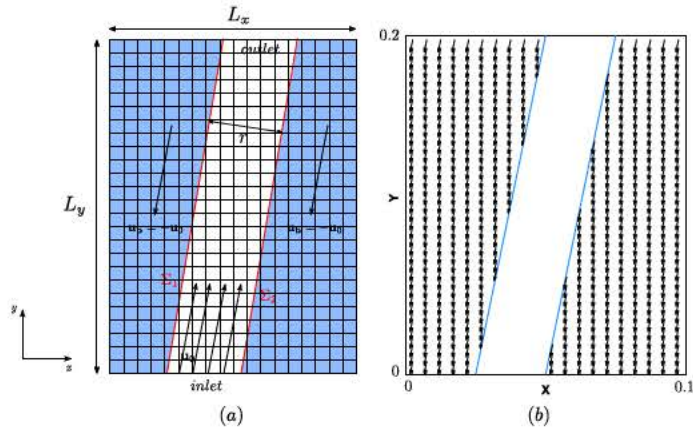 L_x
outlet
r
L_y
u_b = −u_0
u_b = −u_0
Σ_1
Σ_2
y
x
u_0
inlet
(a)
0.2
Y
0
0
X
0.1
(b)